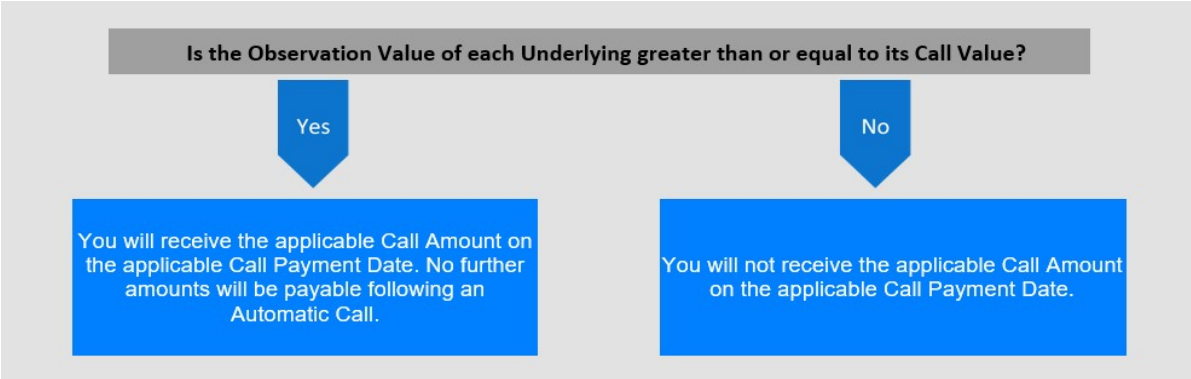 Is the Observation Value of each Underlying greater than or equal to its Call Value?
Yes
No
You will receive the applicable Call Amount on
the applicable Call Payment Date. No further
amounts will be payable following an
Automatic Call.
You will not receive the applicable Call Amount
on the applicable Call Payment Date.